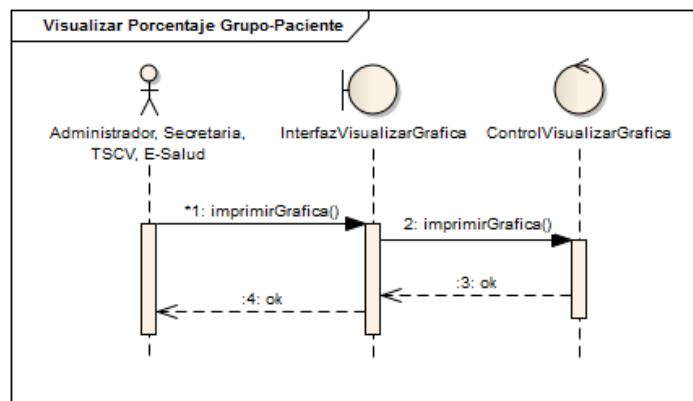 Visualizar Porcentaje Grupo-Paciente
Administrador, Secretaria,
TSCV, E-Salud
InterfazVisualizarGrafica
ControlVisualizarGrafica
*1: imprimirGrafica()
2: imprimirGrafica()
:3: ok
:4: ok